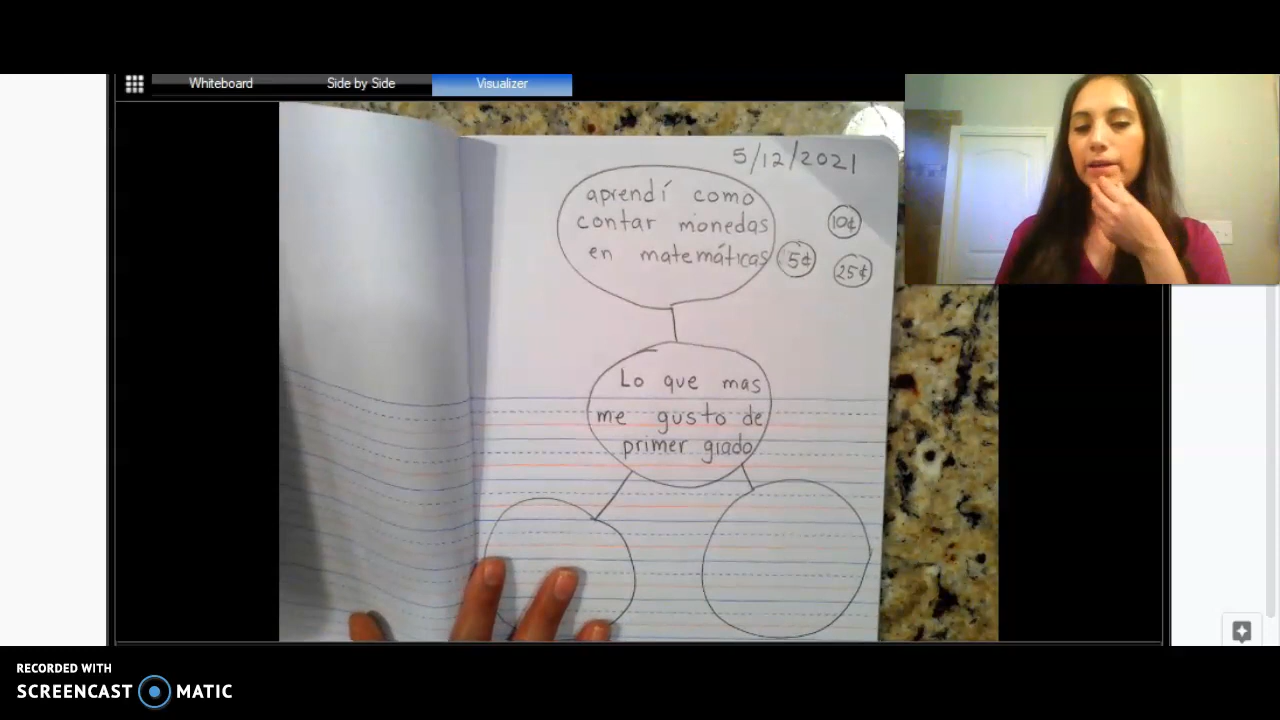 Whiteboard
Side by Side
Visualizer
5/12/2021
aprendí como
contar monedas
en matemáticas
10¢
5¢
25¢
Lo que mas
me gusto de
primer grado
RECORDED WITH
SCREENCAST MATIC